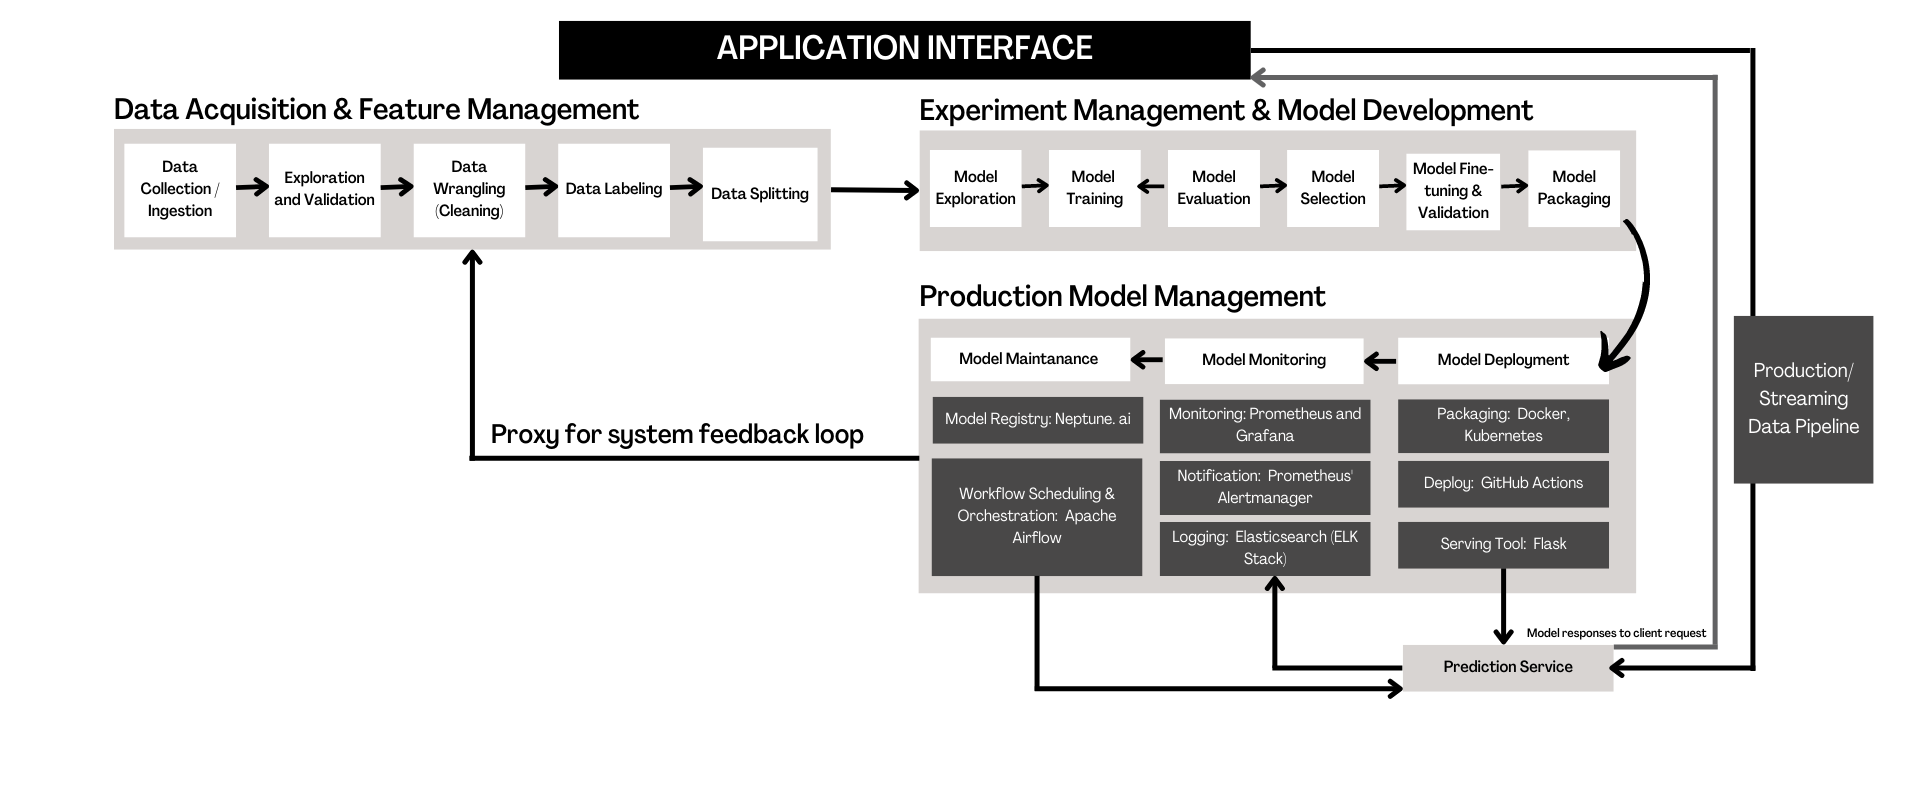 APPLICATION INTERFACE
Data Acquisition & Feature Management
Data
Collection /
Ingestion
Exploration
and Validation
Data
Wrangling
(Cleaning)
Data Labeling
Data Splitting
Experiment Management & Model Development
Model
Exploration
Model
Training
Model
Evaluation
Model
Selection
Model Fine-
tuning &
Validation
Model
Packaging
Production Model Management
Model Maintanance
Model Monitoring
Model Deployment
Model Registry: Neptune. ai
Workflow Scheduling &
Orchestration: Apache
Airflow
Monitoring: Prometheus and
Grafana
Notification: Prometheus'
Alertmanager
Logging: Elasticsearch (ELK
Stack)
Packaging: Docker,
Kubernetes
Deploy: GitHub Actions
Serving Tool: Flask
Proxy for system feedback loop
Production/
Streaming
Data Pipeline
Model responses to client request
Prediction Service